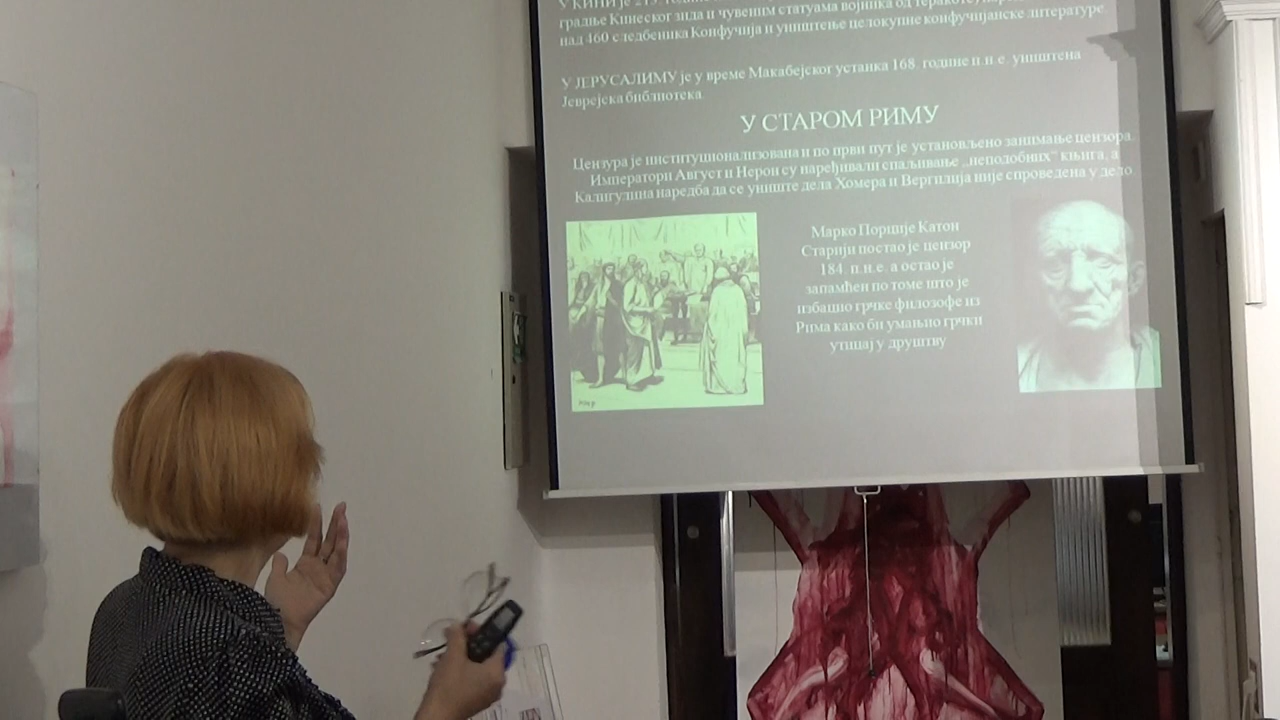 У КИНИ је 213. године
градње Кинеског зида и чувеним статуама војника од теракоте,
над 460 следбеника Конфучија и уништење целокупне конфучијанске литературе.
У ЈЕРУСАЛИМУ је у време Макабејског устанка 168. године п.н.е. уништена
Јеврејска библиотека.
У СТАРОМ РИМУ
Цензура је институционализована и по први пут је установљено занимање цензора.
Императори Август и Нерон су наређивали спаљивање „неподобних“ књига, а
Калигулина наредба да се униште дела Хомера и Вергилија није спроведена у дело
Марко Порције Катон
Старији постао је цензор
184. п.н.е. а остао је
запамћен по томе што је
избацио грчке филозофе из
Рима како би умањио грчки
утицај у друштву